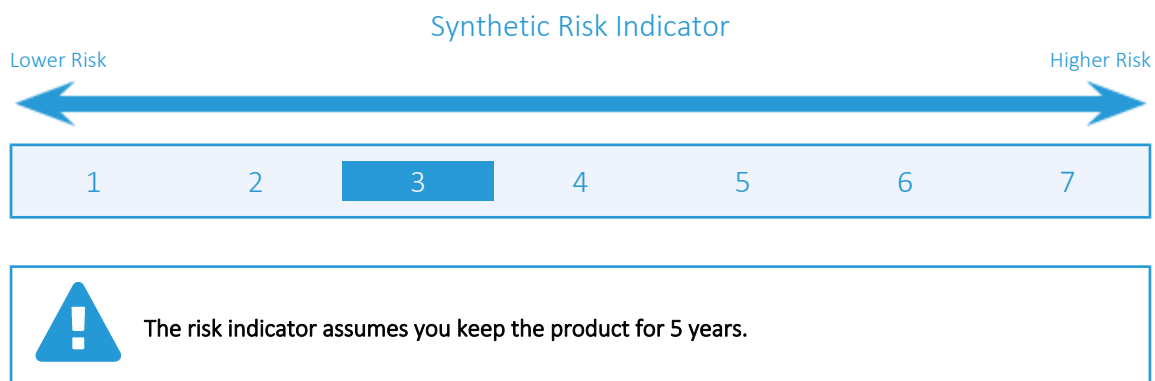 Synthetic Risk Indicator
Lower Risk Higher Risk
1 2 3 4 5 6 7
The risk indicator assumes you keep the product for 5 years.